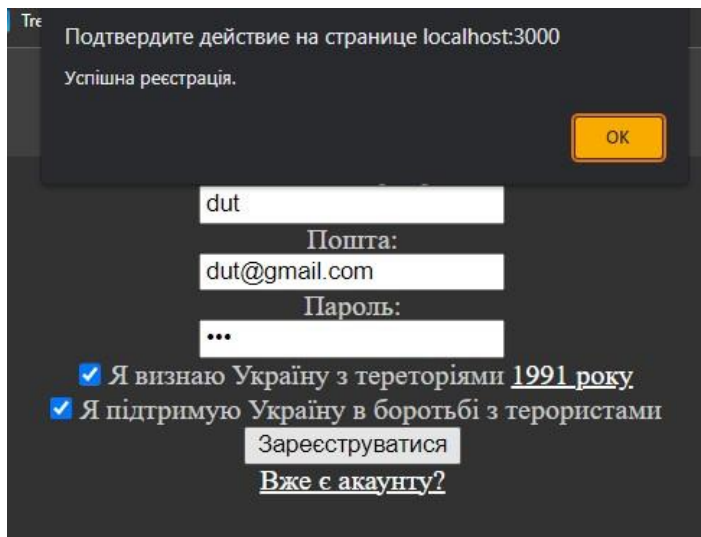 Tre
Подтвердите действие на странице localhost:3000
Успішна реєстрація.
OK
dut
Пошта:
dut@gmail.com
Пароль:
•••
Я визнаю Україну з тереторіями 1991 року
Я підтримую Україну в боротьбі з терористами
Зареєструватися
Вже є акаунту?